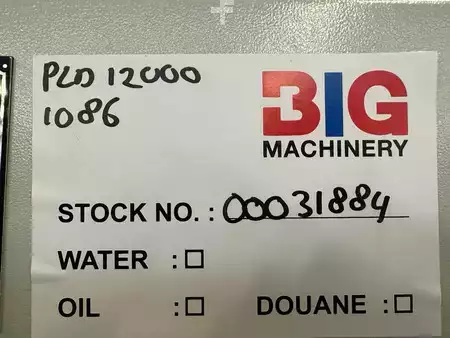 PLD 12000
1086
BIG
MACHINERY
STOCK NO. : 00031884
WATER : ☐
OIL : ☐ DOUANE : ☐